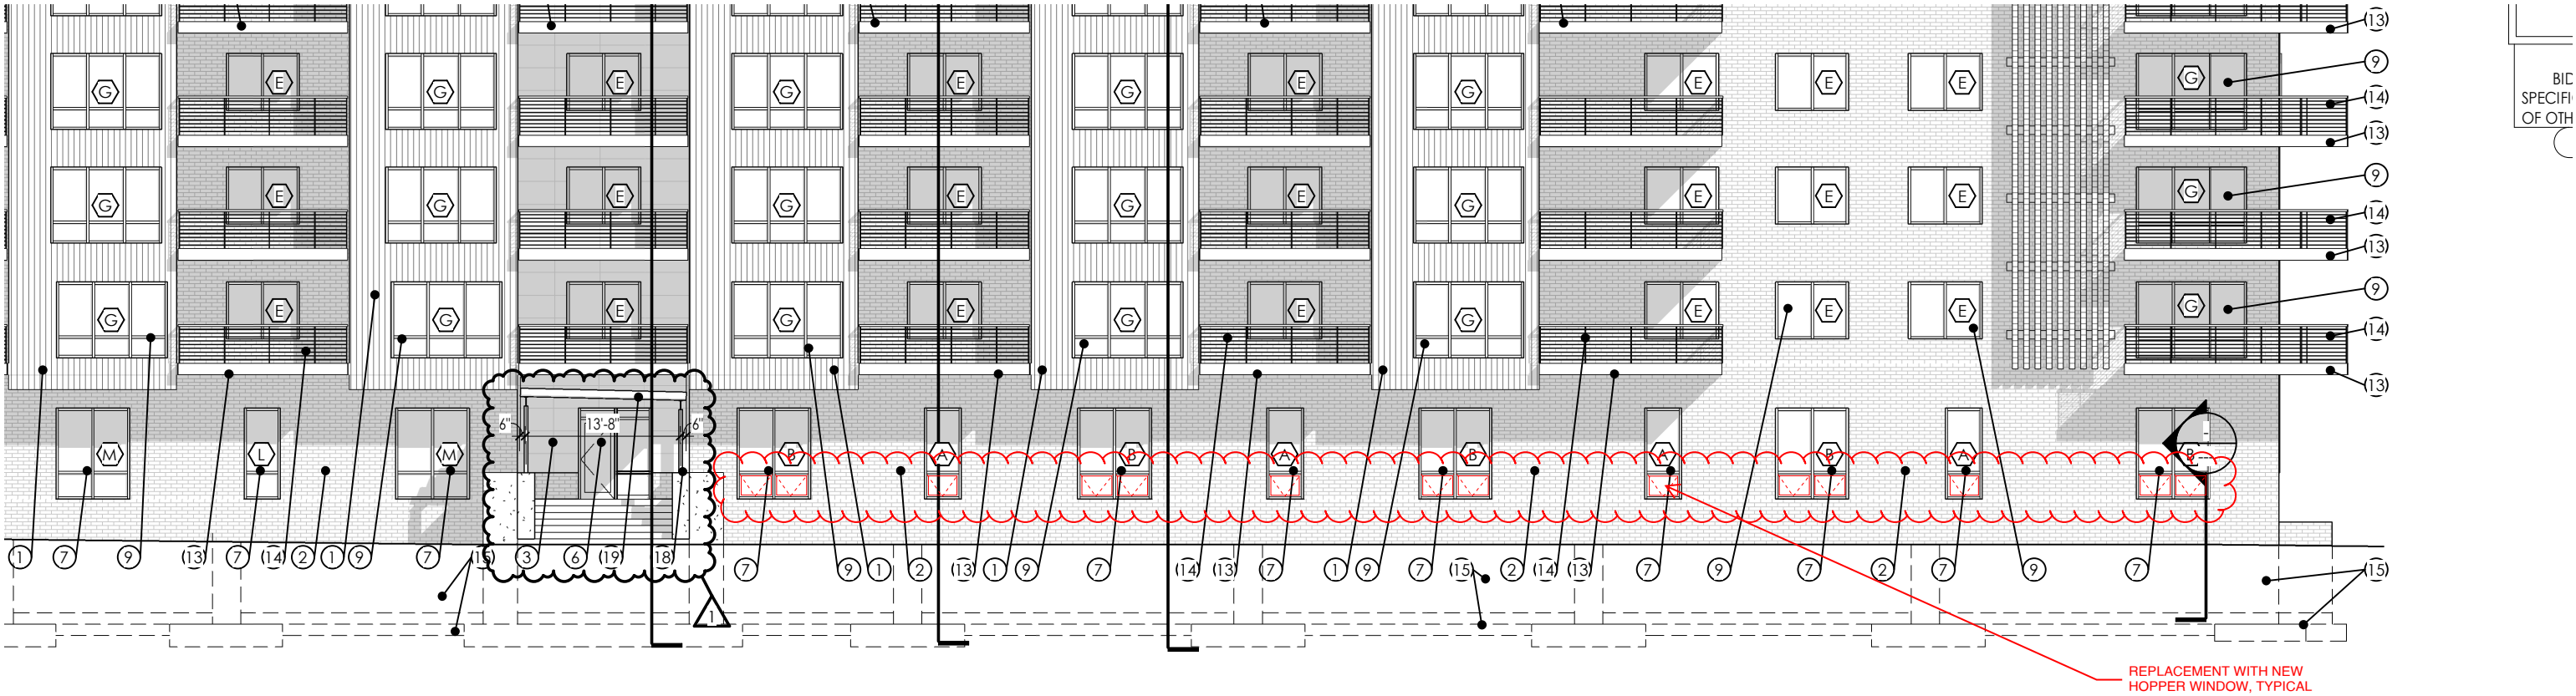 (13)
G E G E G E G E G E E E G 9
BID
SPECIFI
OF OTH
(14)
(13)
G E G E G E G E G E E E G 9
(14)
(13)
G E G E G E G E G E E E G 9
(14)
(13)
6" 13'-8" 6"
M L M B A B A B A B A B
1 7 9 (13) 7 (14) 2 1 9 7 (15) 3 6 (19) 18
7 9 1 2 (13) 1 9 7 (14) (13) 7 1 9 7 (15) 2 (14) (13) 7 9 7 2 7 9 7 (15)
1
REPLACEMENT WITH NEW
HOPPER WINDOW, TYPICAL